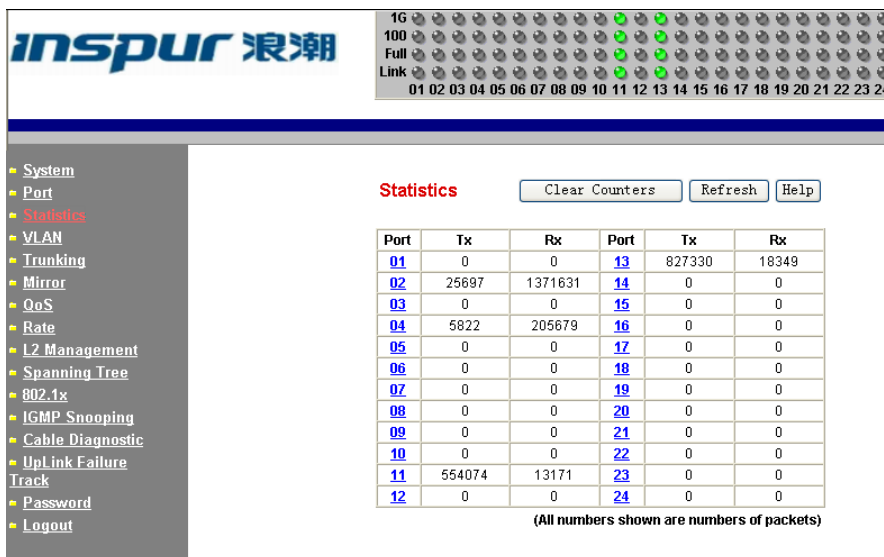 inspur 浪潮
1G
100
Full
Link
01 02 03 04 05 06 07 08 09 10 11 12 13 14 15 16 17 18 19 20 21 22 23 24
System
Port
Statistics
VLAN
Trunking
Mirror
QoS
Rate
L2 Management
Spanning Tree
802.1x
IGMP Snooping
Cable Diagnostic
UpLink Failure
Track
Password
Logout
Statistics Clear Counters Refresh Help
Port Tx Rx Port Tx Rx
01 0 0 13 827330 18349
02 25697 1371631 14 0 0
03 0 0 15 0 0
04 5822 205679 16 0 0
05 0 0 17 0 0
06 0 0 18 0 0
07 0 0 19 0 0
08 0 0 20 0 0
09 0 0 21 0 0
10 0 0 22 0 0
11 554074 13171 23 0 0
12 0 0 24 0 0
(All numbers shown are numbers of packets)